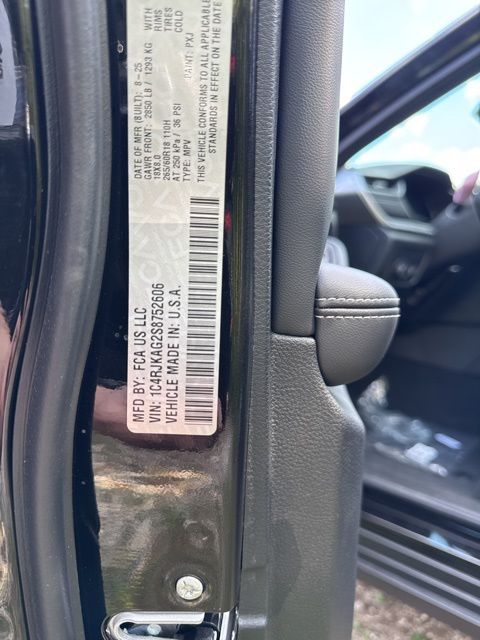 DATE OF MFR (BUILT): 8-25
GAWR FRONT: 2850 LB / 1293 KG WITH
18X8.0 RIMS
265/60R18 110H TIRES
AT 250 kPa / 36 PSI COLD
TYPE: MPV PAINT: PXJ
THIS VEHICLE CONFORMS TO ALL APPLICABLE
STANDARDS IN EFFECT ON THE DATE
MFD BY: FCA US LLC
VIN: 1C4RJKAG2S8752606
VEHICLE MADE IN: U.S.A.